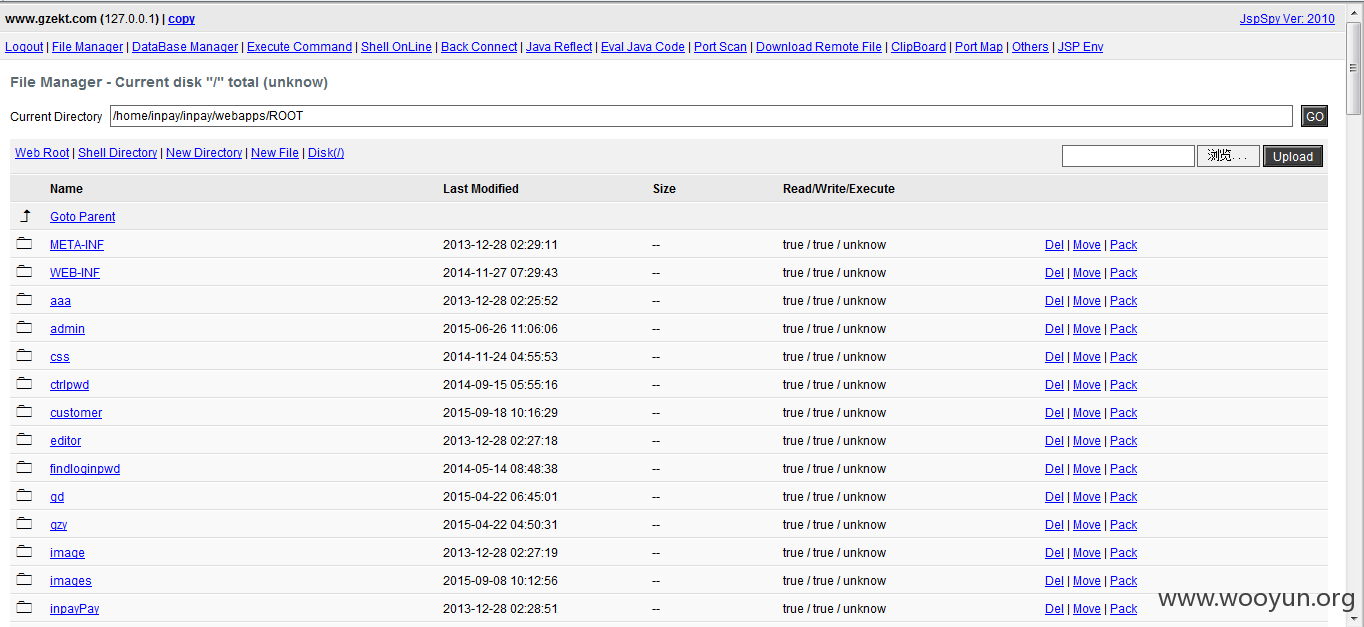 www.gzekt.com (127.0.0.1) | copy JspSpy Ver: 2010
Logout | File Manager | DataBase Manager | Execute Command | Shell OnLine | Back Connect | Java Reflect | Eval Java Code | Port Scan | Download Remote File | ClipBoard | Port Map | Others | JSP Env
File Manager - Current disk "/" total (unknow)
Current Directory /home/inpay/inpay/webapps/ROOT GO
Web Root | Shell Directory | New Directory | New File | Disk(/) 浏览... Upload
Name Last Modified Size Read/Write/Execute
Goto Parent
META-INF 2013-12-28 02:29:11 -- true / true / unknow Del | Move | Pack
WEB-INF 2014-11-27 07:29:43 -- true / true / unknow Del | Move | Pack
aaa 2013-12-28 02:25:52 -- true / true / unknow Del | Move | Pack
admin 2015-06-26 11:06:06 -- true / true / unknow Del | Move | Pack
css 2014-11-24 04:55:53 -- true / true / unknow Del | Move | Pack
ctrlpwd 2014-09-15 05:55:16 -- true / true / unknow Del | Move | Pack
customer 2015-09-18 10:16:29 -- true / true / unknow Del | Move | Pack
editor 2013-12-28 02:27:18 -- true / true / unknow Del | Move | Pack
findloginpwd 2014-05-14 08:48:38 -- true / true / unknow Del | Move | Pack
2015-04-22 06:45:01 -- true / true / unknow Del | Move | Pack
2015-04-22 04:50:31 -- true / true / unknow Del | Move | Pack
image 2013-12-28 02:27:19 -- true / true / unknow Del | Move | Pack
images 2015-09-08 10:12:56 -- true / true / unknow Del | Move | Pack
inpayPay 2013-12-28 02:28:51 -- true / true / unknow Del | Move | Pack
www.wooyun.org